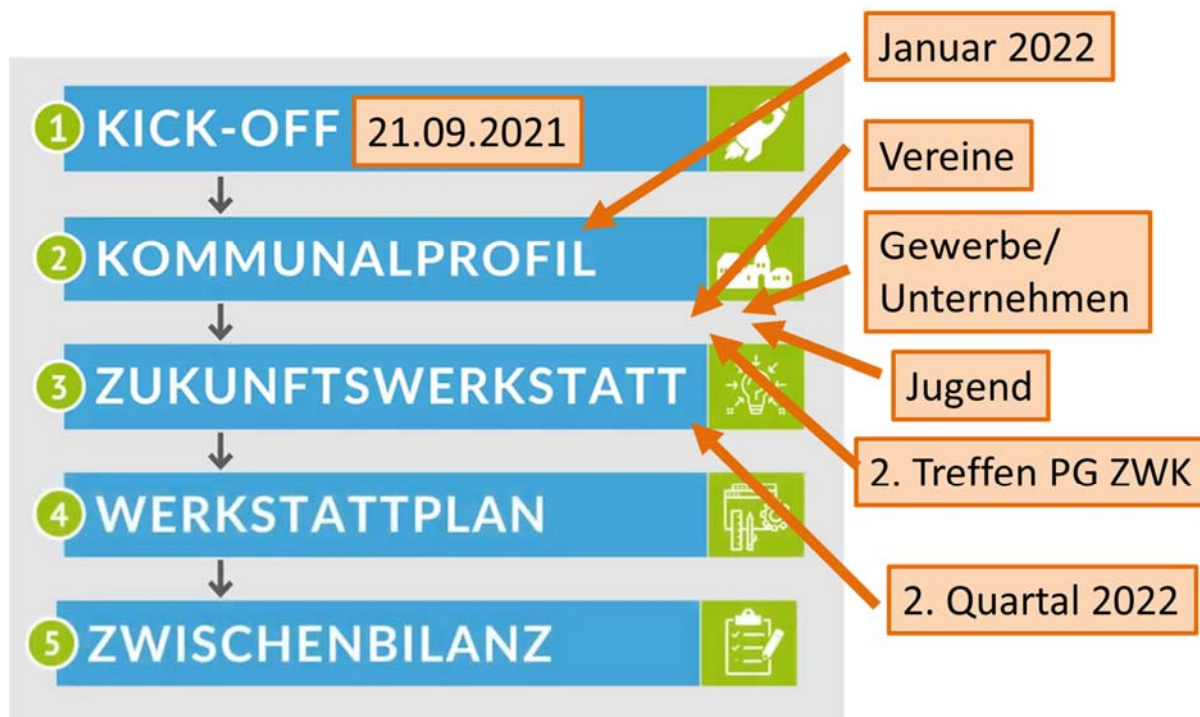 1 KICK-OFF 21.09.2021
2 KOMMUNALPROFIL
3 ZUKUNFTSWERKSTATT
4 WERKSTATTPLAN
5 ZWISCHENBILANZ
Januar 2022
Vereine
Gewerbe/
Unternehmen
Jugend
2. Treffen PG ZWK
2. Quartal 2022